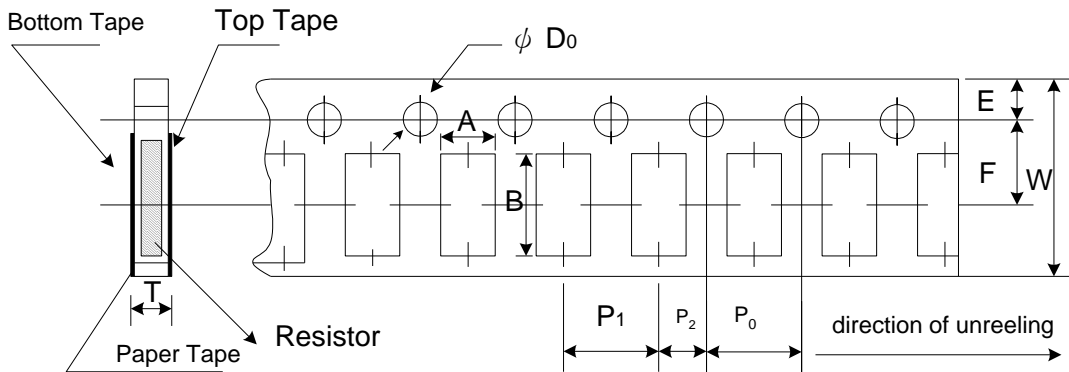 Bottom Tape
Top Tape
ψ D0
E
A
F
W
B
T
P1
P2
P0
Resistor
direction of unreeling
Paper Tape